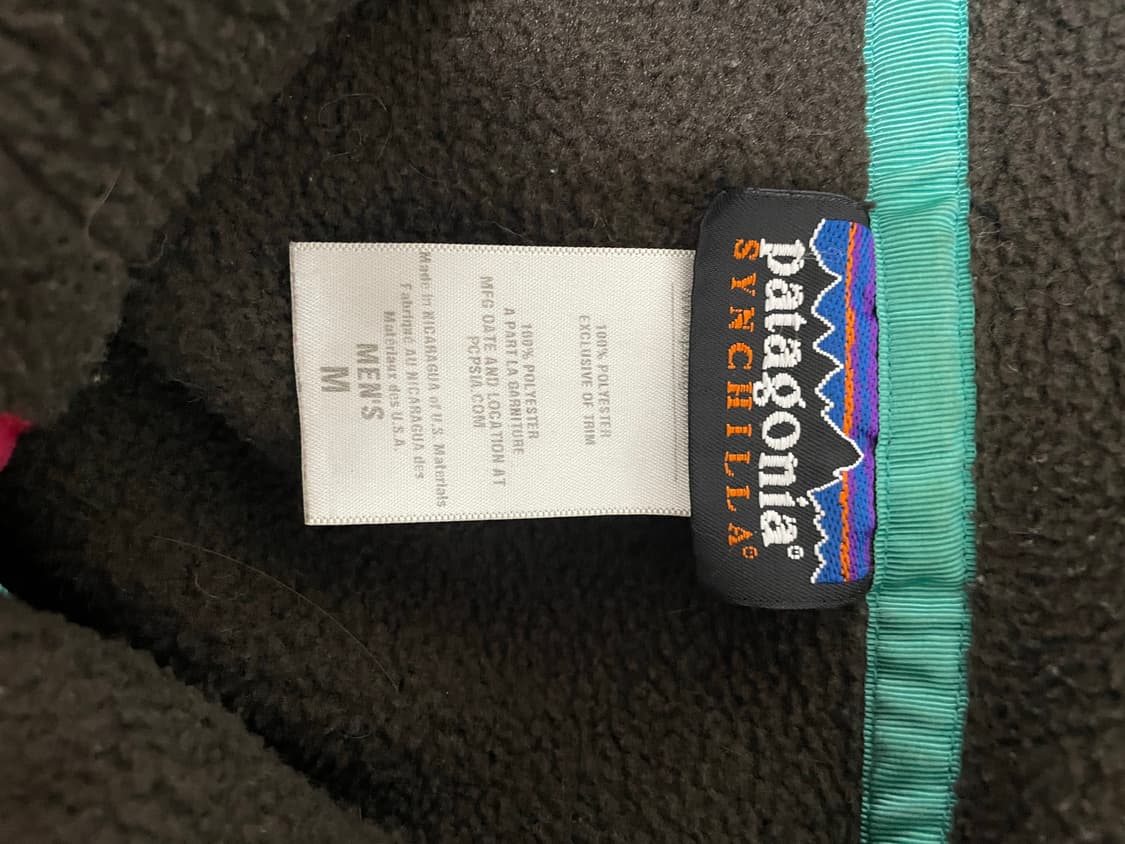 patagonia®
SYNCHILLA®
100% POLYESTER
EXCLUSIVE OF TRIM
100% POLYESTER
A PART LA GARNITURE
MFG DATE AND LOCATION AT
PCPSIA.COM
Made in NICARAGUA of U.S. Materials
Fabriqué AU NICARAGUA des
Matériaux des U.S.A.
MEN'S
M